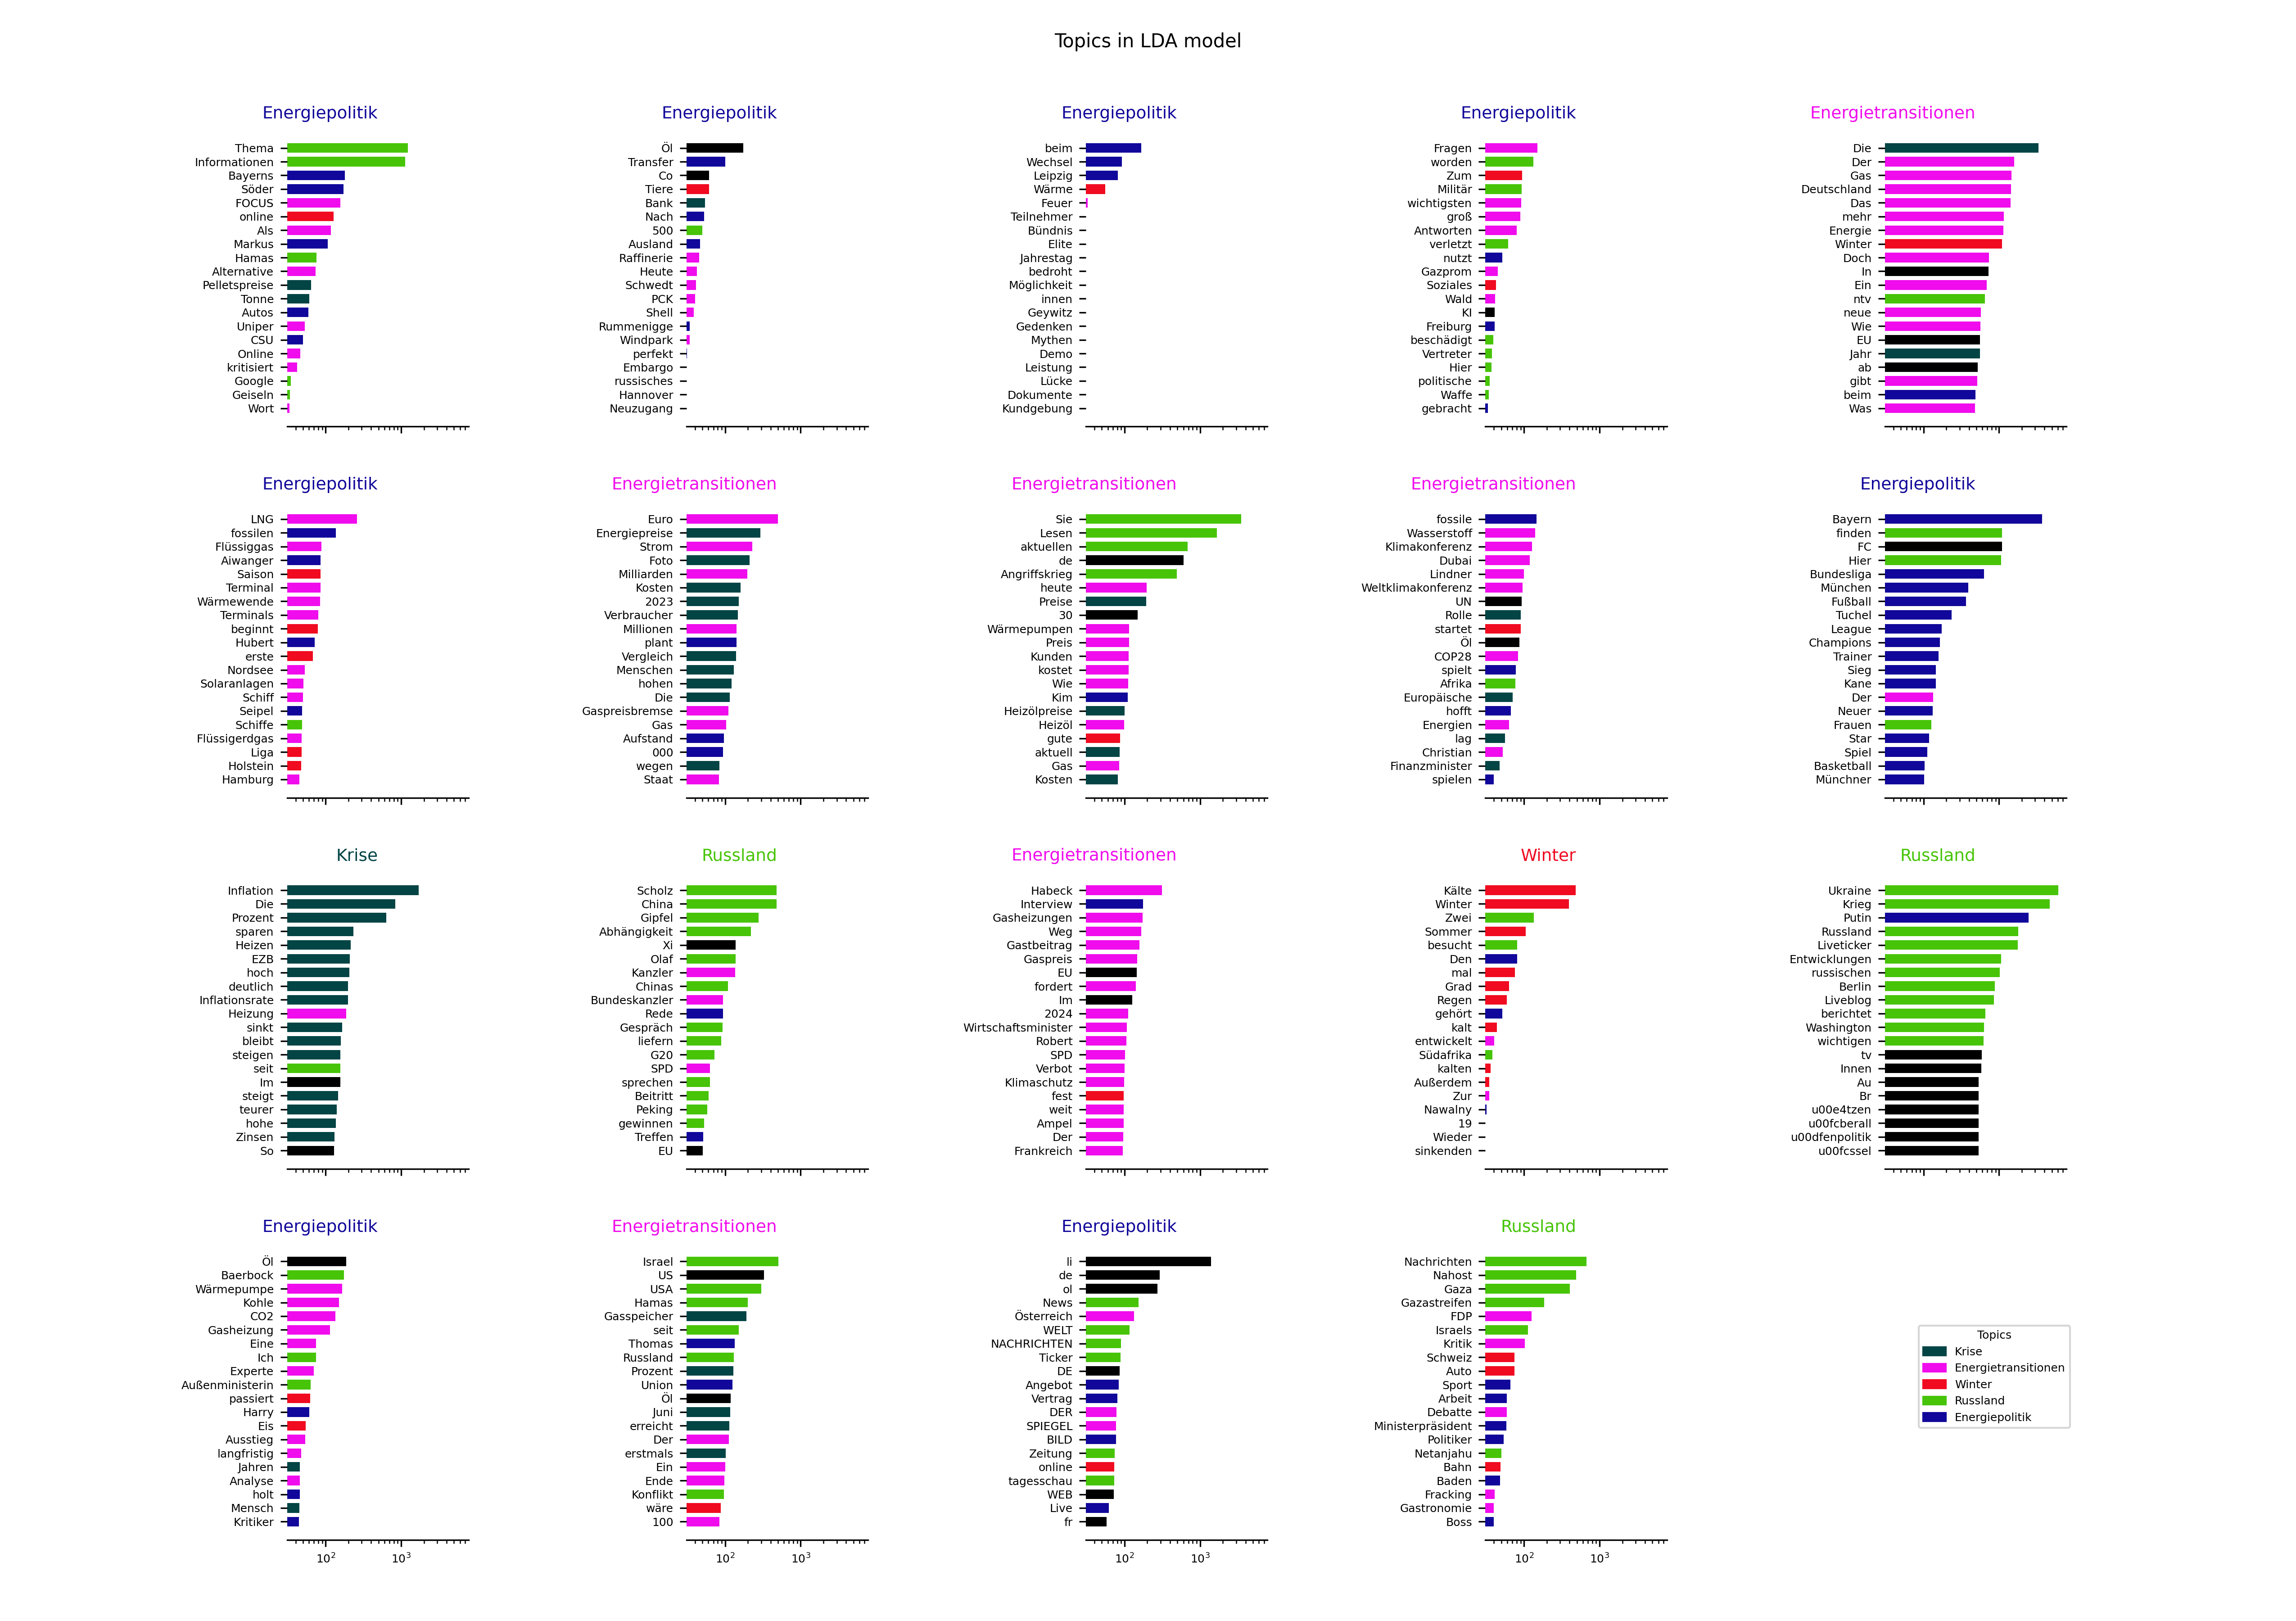 Topics in LDA model
Energiepolitik
Thema
Informationen
Bayerns
Söder
FOCUS
online
Als
Markus
Hamas
Alternative
Pelletspreise
Tonne
Autos
Uniper
CSU
Online
kritisiert
Google
Geiseln
Wort
Energiepolitik
Öl
Transfer
Co
Tiere
Bank
Nach
500
Ausland
Raffinerie
Heute
Schwedt
PCK
Shell
Rummenigge
Windpark
perfekt
Embargo
russisches
Hannover
Neuzugang
Energiepolitik
beim
Wechsel
Leipzig
Wärme
Feuer
Teilnehmer
Bündnis
Elite
Jahrestag
bedroht
Möglichkeit
innen
Geywitz
Gedenken
Mythen
Demo
Leistung
Lücke
Dokumente
Kundgebung
Energiepolitik
Fragen
worden
Zum
Militär
wichtigsten
groß
Antworten
verletzt
nutzt
Gazprom
Soziales
Wald
KI
Freiburg
beschädigt
Vertreter
Hier
politische
Waffe
gebracht
Energietransitionen
Die
Der
Gas
Deutschland
Das
mehr
Energie
Winter
Doch
In
Ein
ntv
neue
Wie
EU
Jahr
ab
gibt
beim
Was
Energiepolitik
LNG
fossilen
Flüssiggas
Aiwanger
Saison
Terminal
Wärmewende
Terminals
beginnt
Hubert
erste
Nordsee
Solaranlagen
Schiff
Seipel
Schiffe
Flüssigerdgas
Liga
Holstein
Hamburg
Energietransitionen
Euro
Energiepreise
Strom
Foto
Milliarden
Kosten
2023
Verbraucher
Millionen
plant
Vergleich
Menschen
hohen
Die
Gaspreisbremse
Gas
Aufstand
000
wegen
Staat
Energietransitionen
Sie
Lesen
aktuellen
de
Angriffskrieg
heute
Preise
30
Wärmepumpen
Preis
Kunden
kostet
Wie
Kim
Heizölpreise
Heizöl
gute
aktuell
Gas
Kosten
Energietransitionen
fossile
Wasserstoff
Klimakonferenz
Dubai
Lindner
Weltklimakonferenz
UN
Rolle
startet
Öl
COP28
spielt
Afrika
Europäische
hofft
Energien
lag
Christian
Finanzminister
spielen
Energiepolitik
Bayern
finden
FC
Hier
Bundesliga
München
Fußball
Tuchel
League
Champions
Trainer
Sieg
Kane
Der
Neuer
Frauen
Star
Spiel
Basketball
Münchner
Krise
Inflation
Die
Prozent
sparen
Heizen
EZB
hoch
deutlich
Inflationsrate
Heizung
sinkt
bleibt
steigen
seit
Im
steigt
teurer
hohe
Zinsen
So
Russland
Scholz
China
Gipfel
Abhängigkeit
Xi
Olaf
Kanzler
Chinas
Bundeskanzler
Rede
Gespräch
liefern
G20
SPD
sprechen
Beitritt
Peking
gewinnen
Treffen
EU
Energietransitionen
Habeck
Interview
Gasheizungen
Weg
Gastbeitrag
Gaspreis
EU
fordert
Im
2024
Wirtschaftsminister
Robert
SPD
Verbot
Klimaschutz
fest
weit
Ampel
Der
Frankreich
Winter
Kälte
Winter
Zwei
Sommer
besucht
Den
mal
Grad
Regen
gehört
kalt
entwickelt
Südafrika
kalten
Außerdem
Zur
Nawalny
19
Wieder
sinkenden
Russland
Ukraine
Krieg
Putin
Russland
Liveticker
Entwicklungen
russischen
Berlin
Liveblog
berichtet
Washington
wichtigen
tv
Innen
Au
Br
u00e4tzen
u00fcberall
u00dfenpolitik
u00fcssel
Energiepolitik
Öl
Baerbock
Wärmepumpe
Kohle
CO2
Gasheizung
Eine
Ich
Experte
Außenministerin
passiert
Harry
Eis
Ausstieg
langfristig
Jahren
Analyse
holt
Mensch
Kritiker
10² 10³
Energietransitionen
Israel
US
USA
Hamas
Gasspeicher
seit
Thomas
Russland
Prozent
Union
Öl
Juni
erreicht
Der
erstmals
Ein
Ende
Konflikt
wäre
100
10² 10³
Energiepolitik
li
de
ol
News
Österreich
WELT
NACHRICHTEN
Ticker
DE
Angebot
Vertrag
DER
SPIEGEL
BILD
Zeitung
online
tagesschau
WEB
Live
fr
10² 10³
Russland
Nachrichten
Nahost
Gaza
Gazastreifen
FDP
Israels
Kritik
Schweiz
Auto
Sport
Arbeit
Debatte
Ministerpräsident
Politiker
Netanjahu
Bahn
Baden
Fracking
Gastronomie
Boss
10² 10³
Topics
Krise
Energietransitionen
Winter
Russland
Energiepolitik